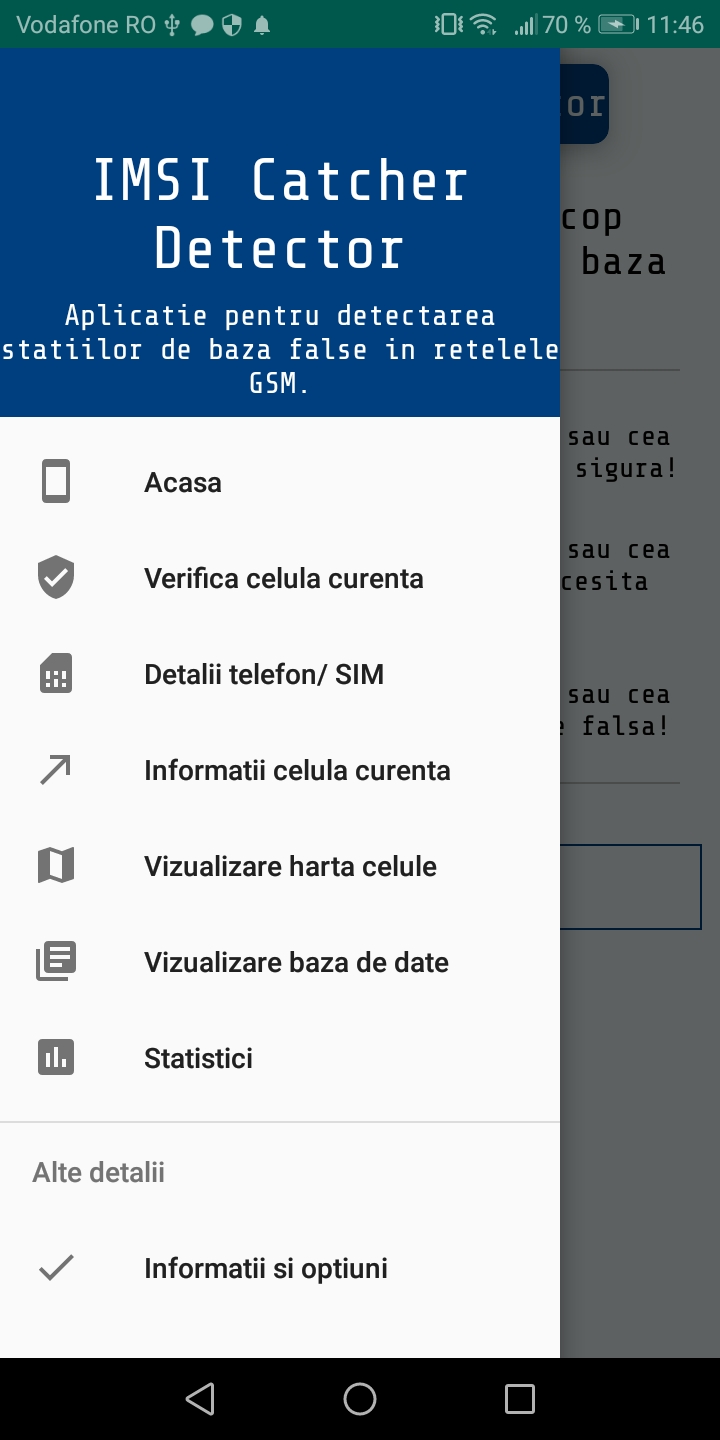 Vodafone RO 70 % 11:46
IMSI Catcher
Detector
Aplicatie pentru detectarea
statiilor de baza false in retelele
GSM.
Acasa
Verifica celula curenta
Detalii telefon/ SIM
Informatii celula curenta
Vizualizare harta celule
Vizualizare baza de date
Statistici
Alte detalii
Informatii si optiuni
or
cop
baza
sau cea
sigura!
sau cea
cesita
sau cea
e falsa!